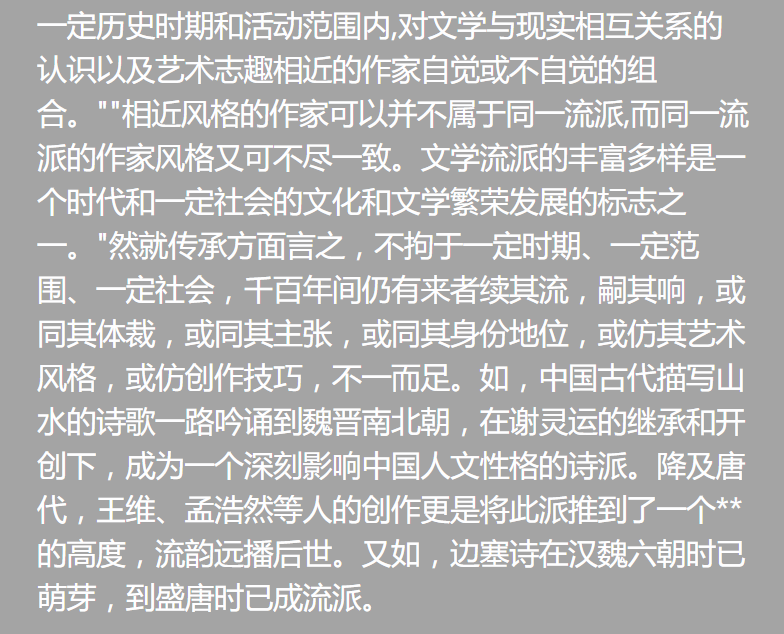 一定历史时期和活动范围内,对文学与现实相互关系的
认识以及艺术志趣相近的作家自觉或不自觉的组
合。""相近风格的作家可以并不属于同一流派,而同一流
派的作家风格又可不尽一致。文学流派的丰富多样是一
个时代和一定社会的文化和文学繁荣发展的标志之
一。"然就传承方面言之，不拘于一定时期、一定范
围、一定社会，千百年间仍有来者续其流，嗣其响，或
同其体裁，或同其主张，或同其身份地位，或仿其艺术
风格，或仿创作技巧，不一而足。如，中国古代描写山
水的诗歌一路吟诵到魏晋南北朝，在谢灵运的继承和开
创下，成为一个深刻影响中国人文性格的诗派。降及唐
代，王维、孟浩然等人的创作更是将此派推到了一个**
的高度，流韵远播后世。又如，边塞诗在汉魏六朝时已
萌芽，到盛唐时已成流派。